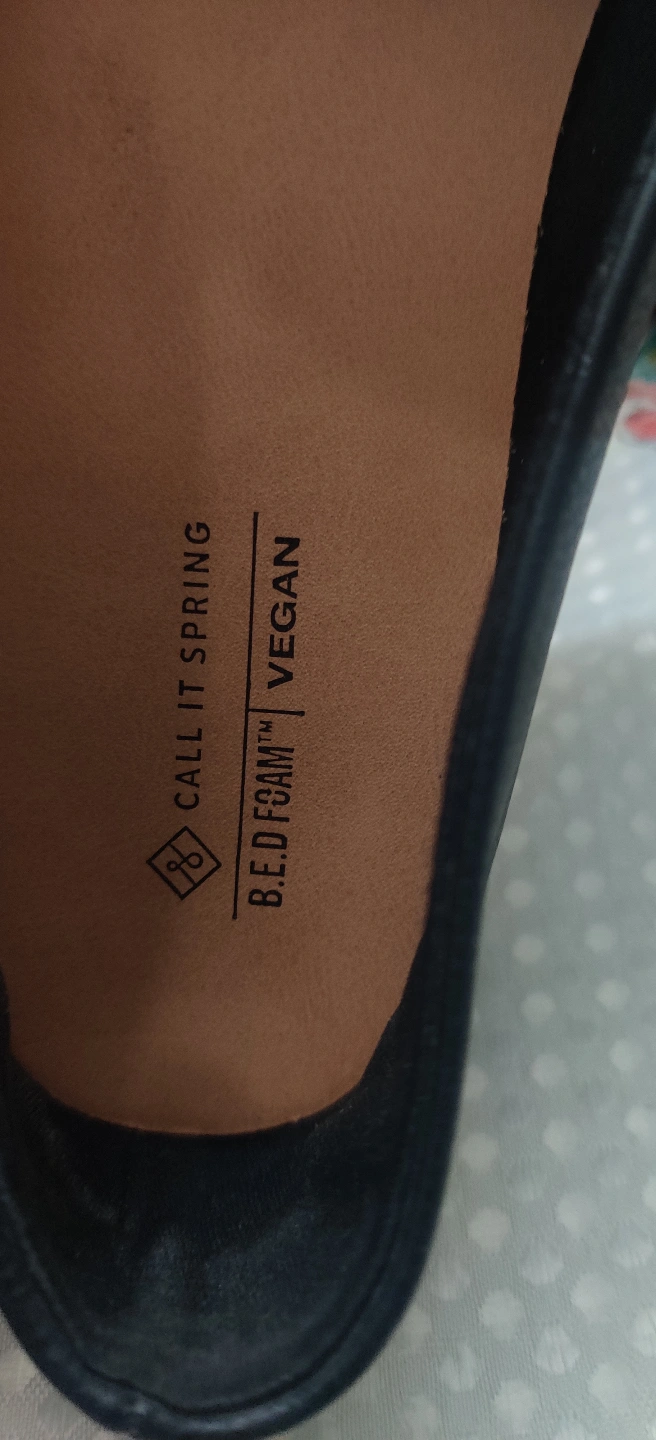 CALL IT SPRING
B.E.D FOAM™ | VEGAN